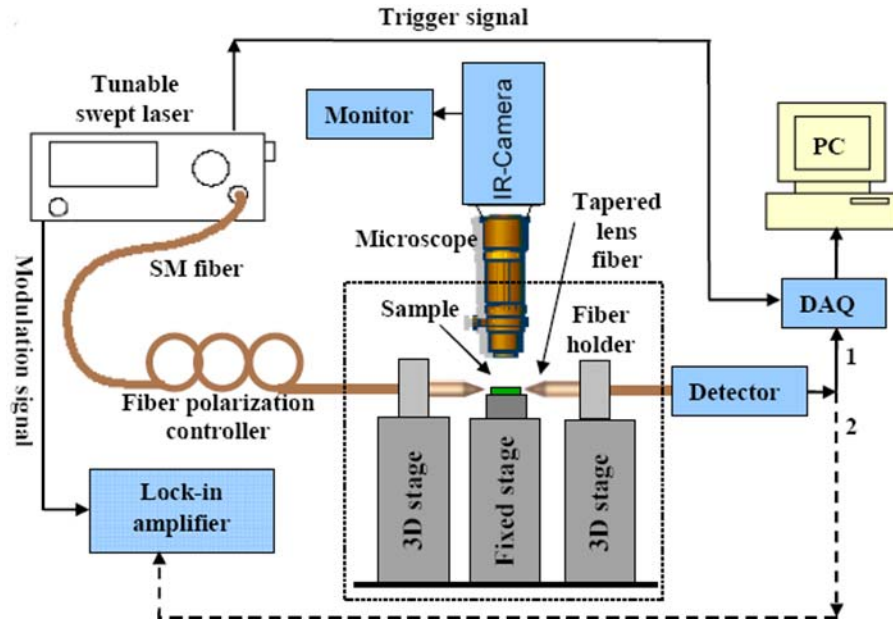 Trigger signal
Tunable
swept laser
Monitor
IR-Camera
PC
Microscope
Tapered
lens
fiber
SM fiber
Modulation signal
Sample
Fiber
holder
DAQ
1
Fiber polarization
controller
Detector
2
Lock-in
amplifier
3D stage
Fixed stage
3D stage